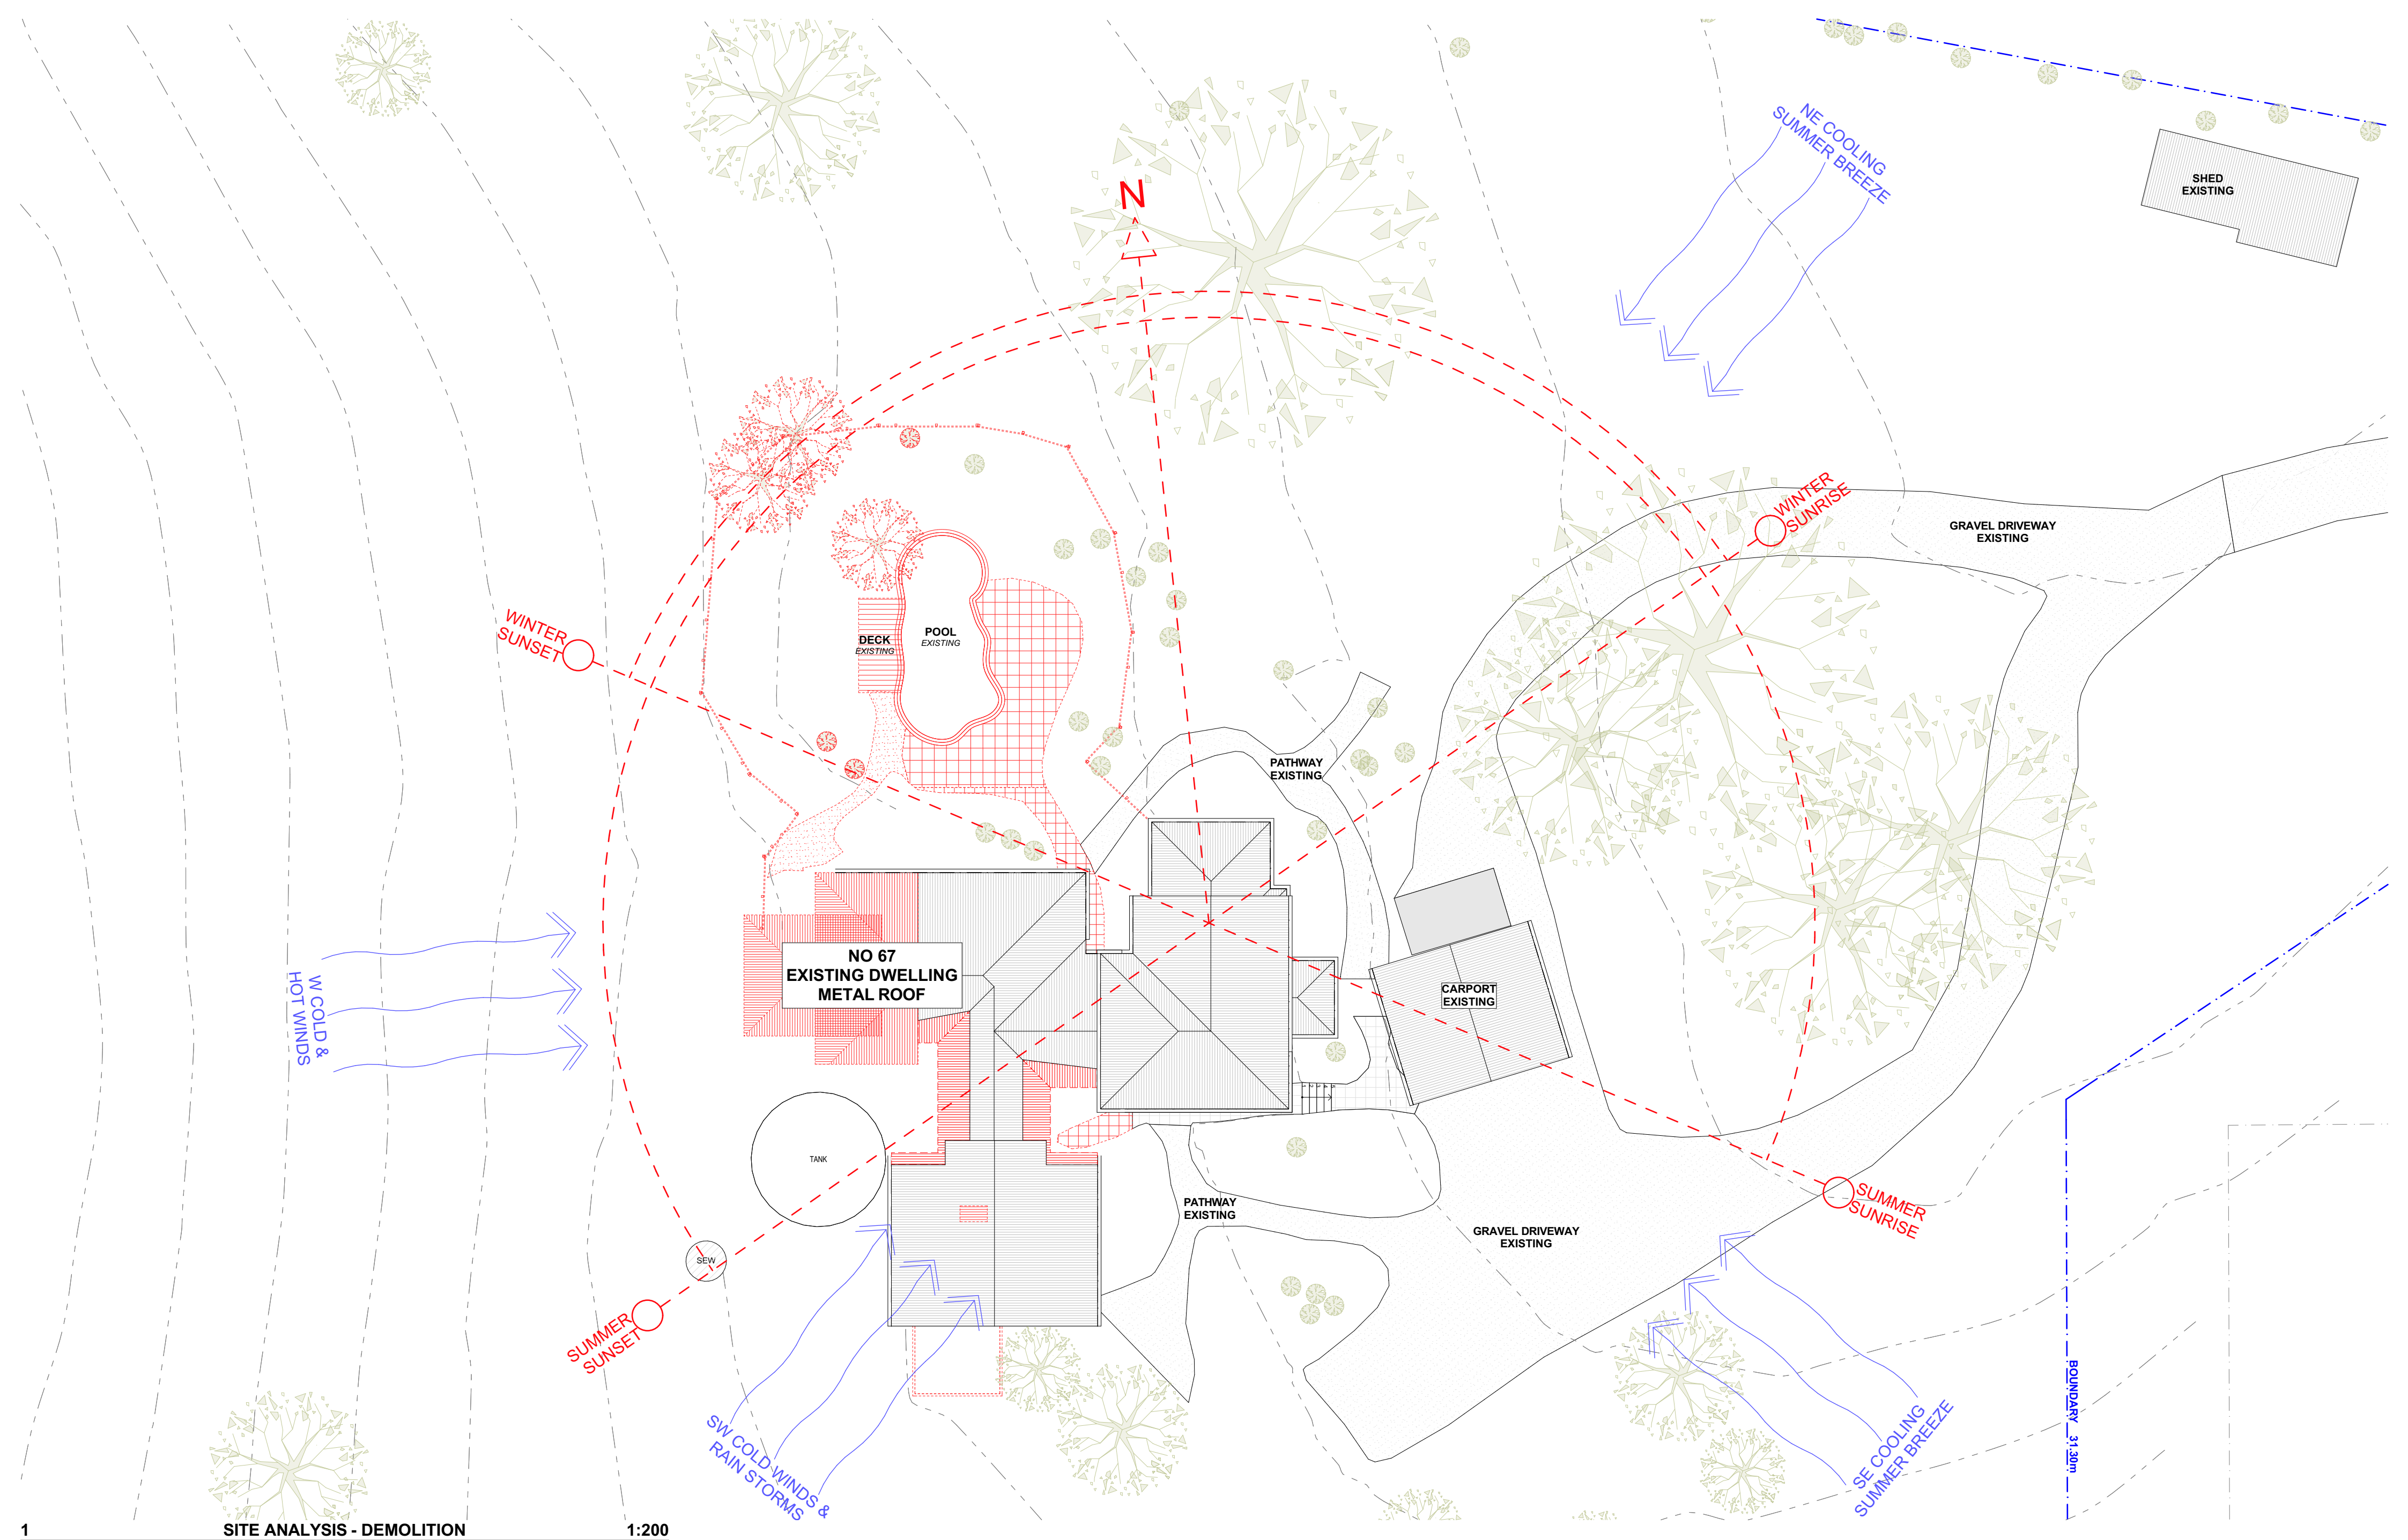 NE COOLING
SUMMER BREEZE
SHED
EXISTING
N
WINTER
SUNRISE
GRAVEL DRIVEWAY
EXISTING
WINTER
SUNSET
DECK
EXISTING
POOL
EXISTING
PATHWAY
EXISTING
NO 67
EXISTING DWELLING
METAL ROOF
CARPORT
EXISTING
W COLD &
HOT WINDS
TANK
PATHWAY
EXISTING
SUMMER
SUNRISE
GRAVEL DRIVEWAY
EXISTING
SEW
SUMMER
SUNSET
SW COLD WINDS &
RAIN STORMS
SE COOLING
SUMMER BREEZE
BOUNDARY 31.30m
1 SITE ANALYSIS - DEMOLITION 1:200